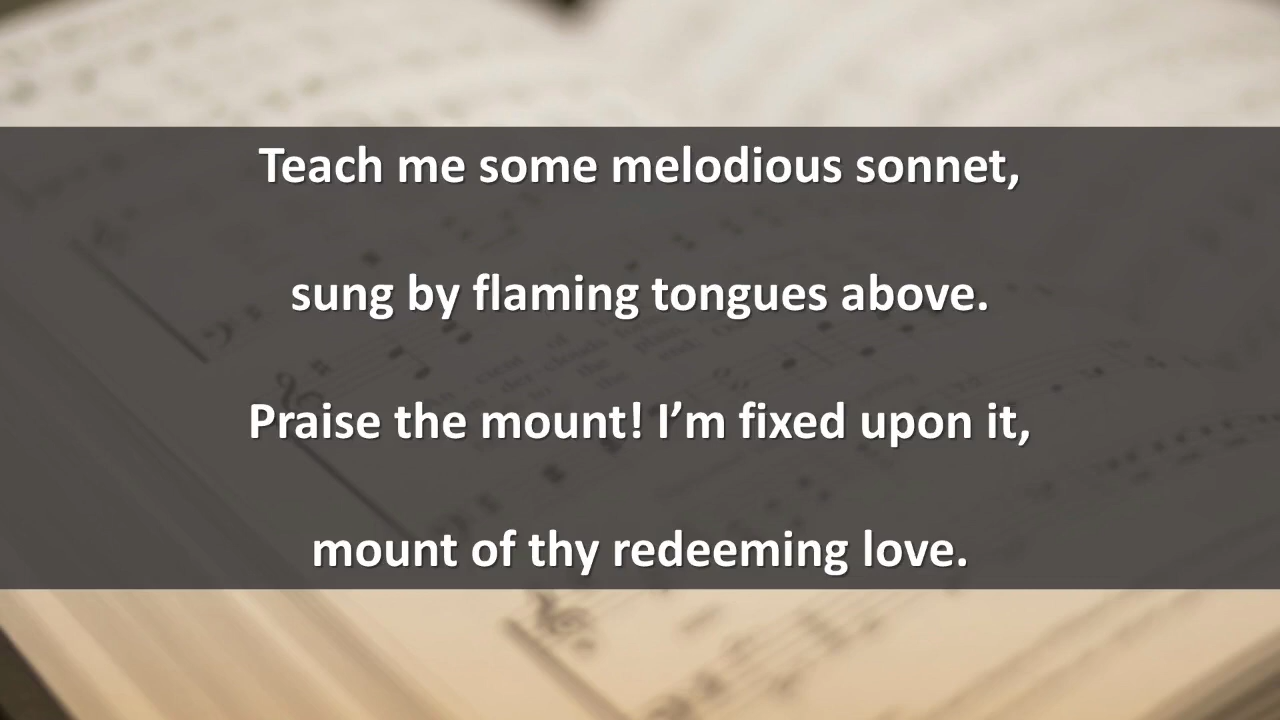 Teach me some melodious sonnet,
sung by flaming tongues above.
Praise the mount! I’m fixed upon it,
mount of thy redeeming love.